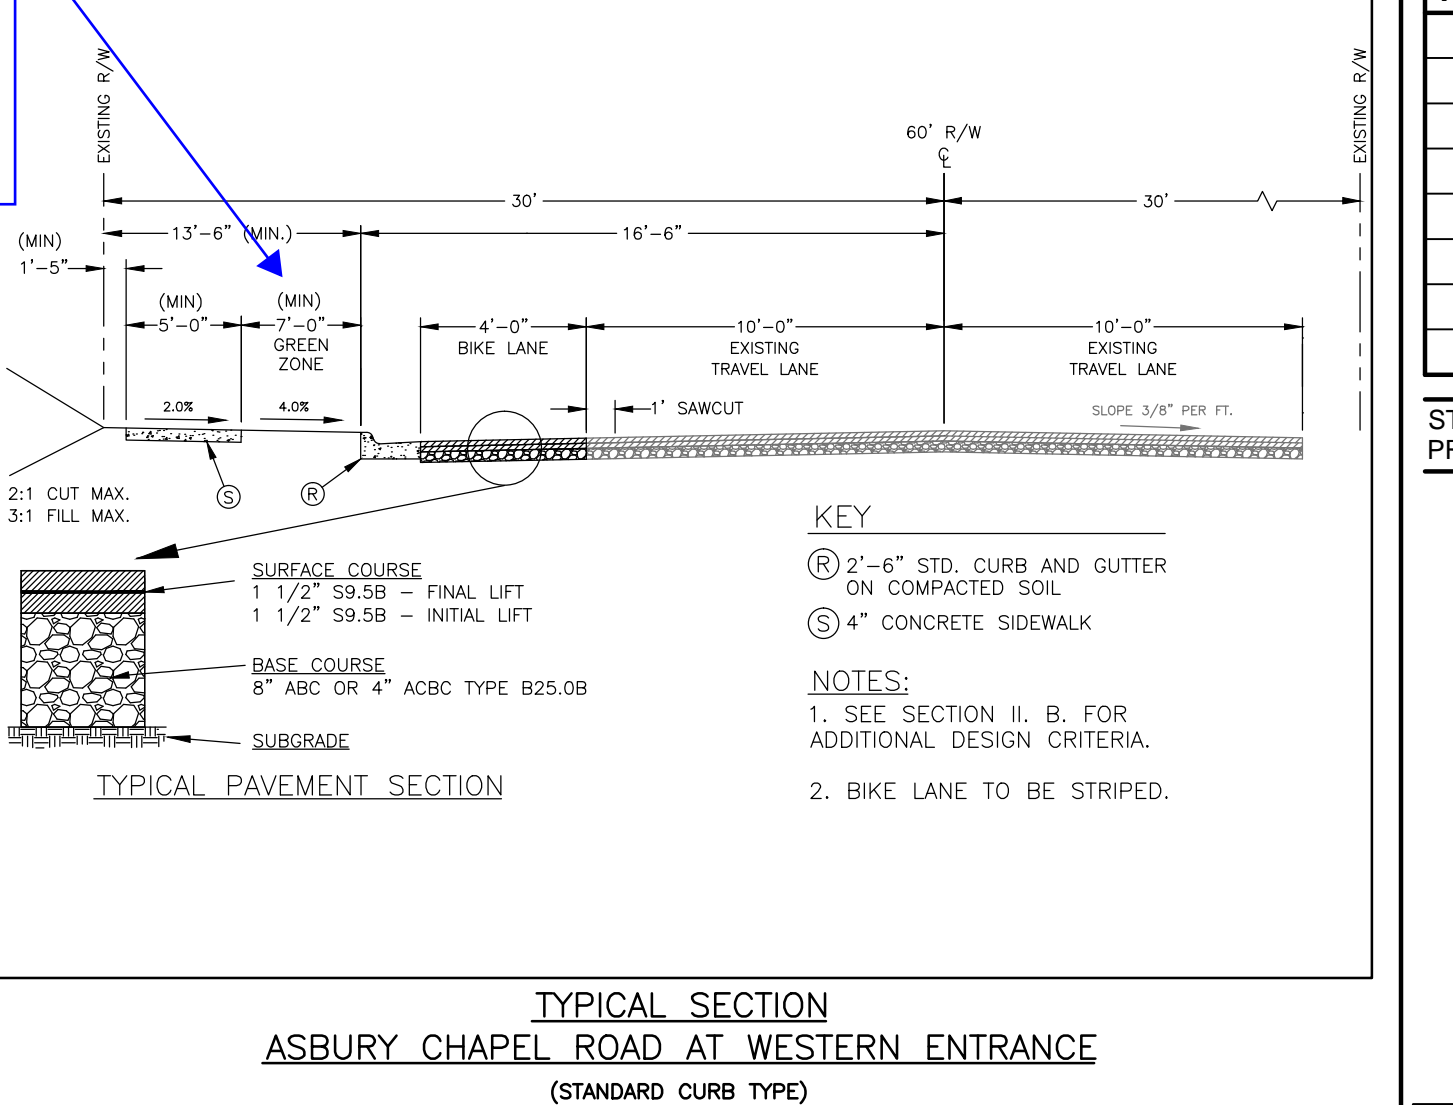 EXISTING R/W
EXISTING R/W
60' R/W
CL
30'
30'
13'-6" (MIN.)
16'-6"
(MIN)
1'-5"
(MIN)
5'-0"
(MIN)
7'-0"
GREEN
ZONE
4'-0"
BIKE LANE
10'-0"
EXISTING
TRAVEL LANE
10'-0"
EXISTING
TRAVEL LANE
2.0%
4.0%
1' SAWCUT
SLOPE 3/8" PER FT.
S
R
2:1 CUT MAX.
3:1 FILL MAX.
SURFACE COURSE
1 1/2" S9.5B – FINAL LIFT
1 1/2" S9.5B – INITIAL LIFT
BASE COURSE
8" ABC OR 4" ACBC TYPE B25.0B
SUBGRADE
TYPICAL PAVEMENT SECTION
KEY
R 2'-6" STD. CURB AND GUTTER
ON COMPACTED SOIL
S 4" CONCRETE SIDEWALK
NOTES:
1. SEE SECTION II. B. FOR
ADDITIONAL DESIGN CRITERIA.
2. BIKE LANE TO BE STRIPED.
TYPICAL SECTION
ASBURY CHAPEL ROAD AT WESTERN ENTRANCE
(STANDARD CURB TYPE)